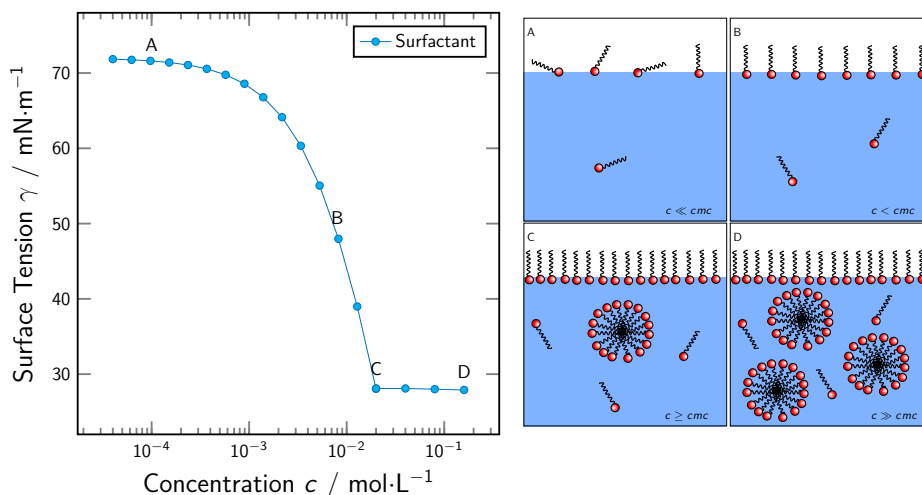 Surface Tension γ / mN·m⁻¹
70
60
50
40
30
10⁻⁴
10⁻³
10⁻²
10⁻¹
Concentration c / mol·L⁻¹
Surfactant
A
B
C
D
A
c ≪ cmc
B
c < cmc
C
c ≥ cmc
D
c ≫ cmc